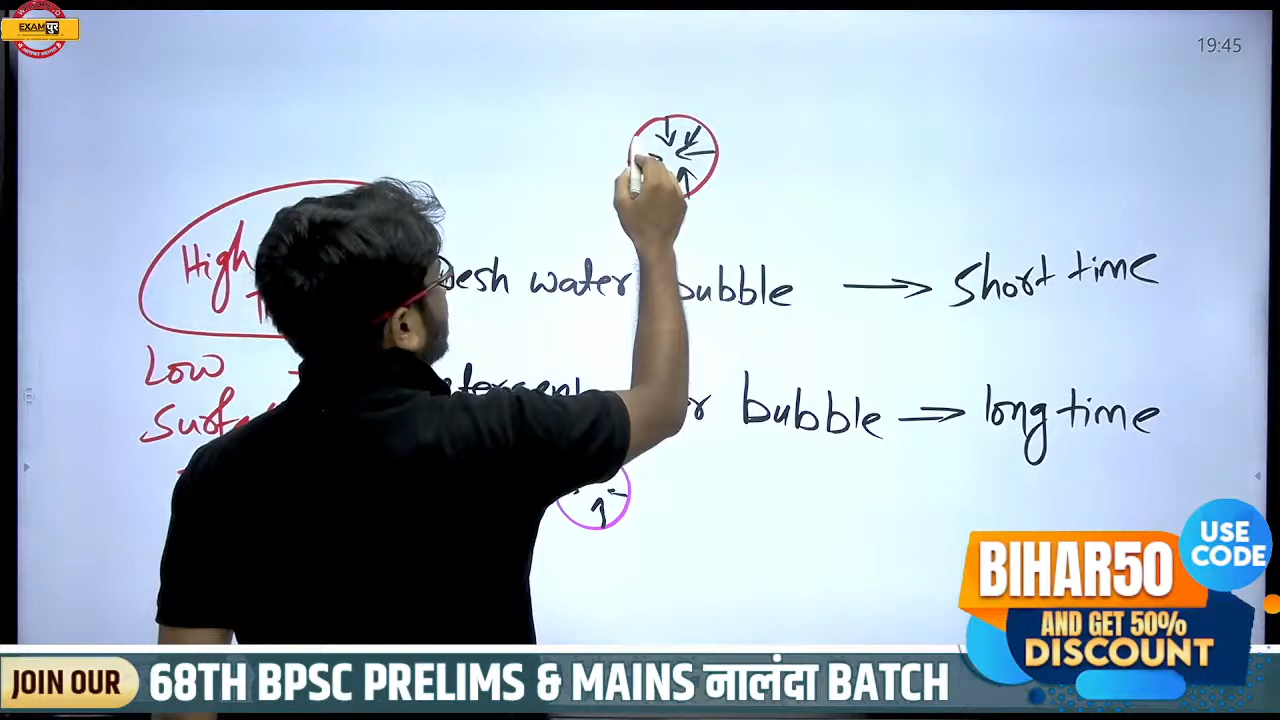 EXAM पुर
19:45
High
water bubble → Short time
Low
bubble → long time
USE
CODE
BIHAR50
AND GET 50%
DISCOUNT
JOIN OUR
68TH BPSC PRELIMS & MAINS नालंदा BATCH